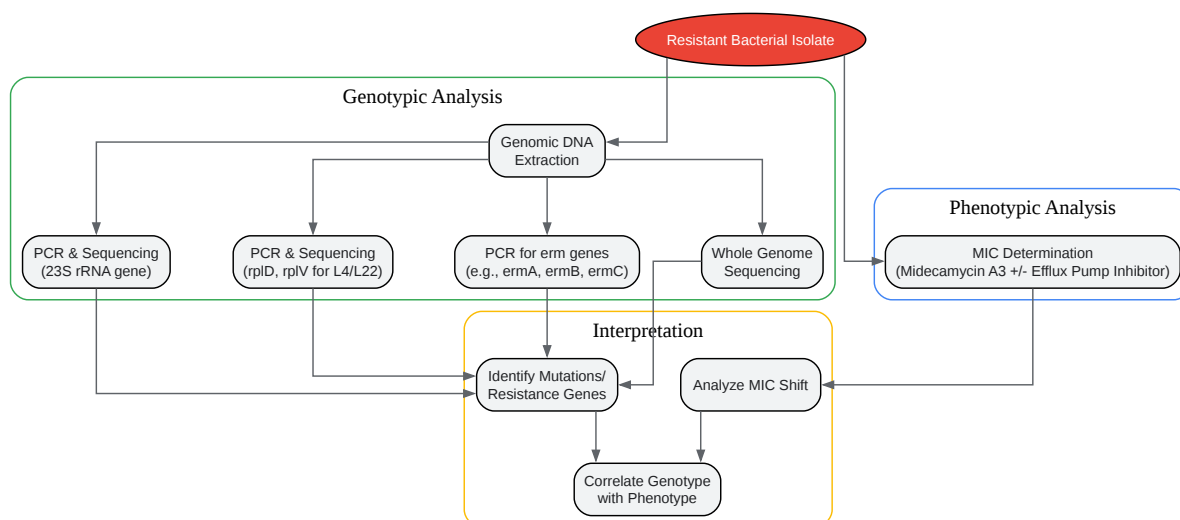 Resistant Bacterial Isolate
Genotypic Analysis
Genomic DNA
Extraction
PCR & Sequencing
(23S rRNA gene)
PCR & Sequencing
(rplD, rplV for L4/L22)
PCR for erm genes
(e.g., ermA, ermB, ermC)
Whole Genome
Sequencing
Phenotypic Analysis
MIC Determination
(Midecamycin A3 +/- Efflux Pump Inhibitor)
Interpretation
Identify Mutations/
Resistance Genes
Analyze MIC Shift
Correlate Genotype
with Phenotype